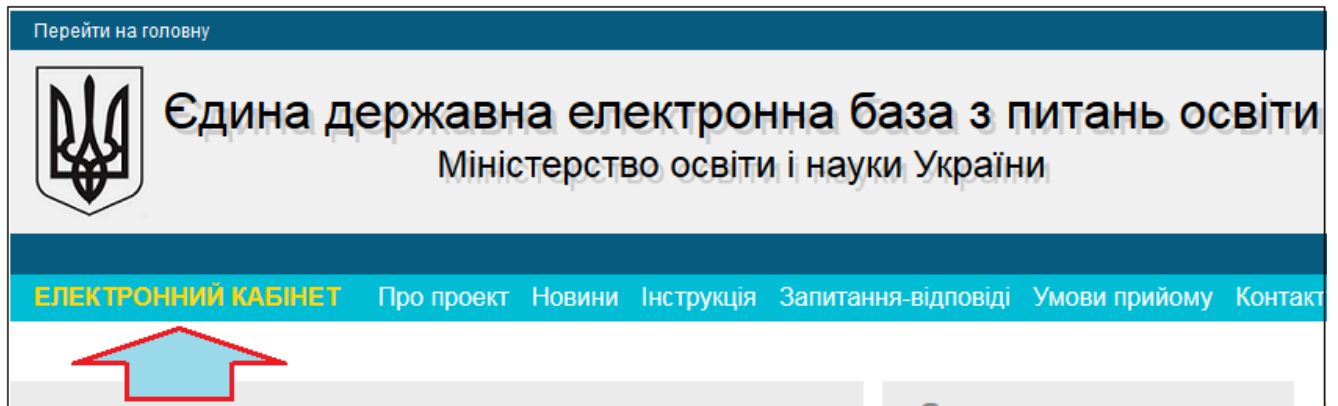 Перейти на головну
Єдина державна електронна база з питань освіти
Міністерство освіти і науки України
ЕЛЕКТРОННИЙ КАБІНЕТ Про проект Новини Інструкція Запитання-відповіді Умови прийому Контакт